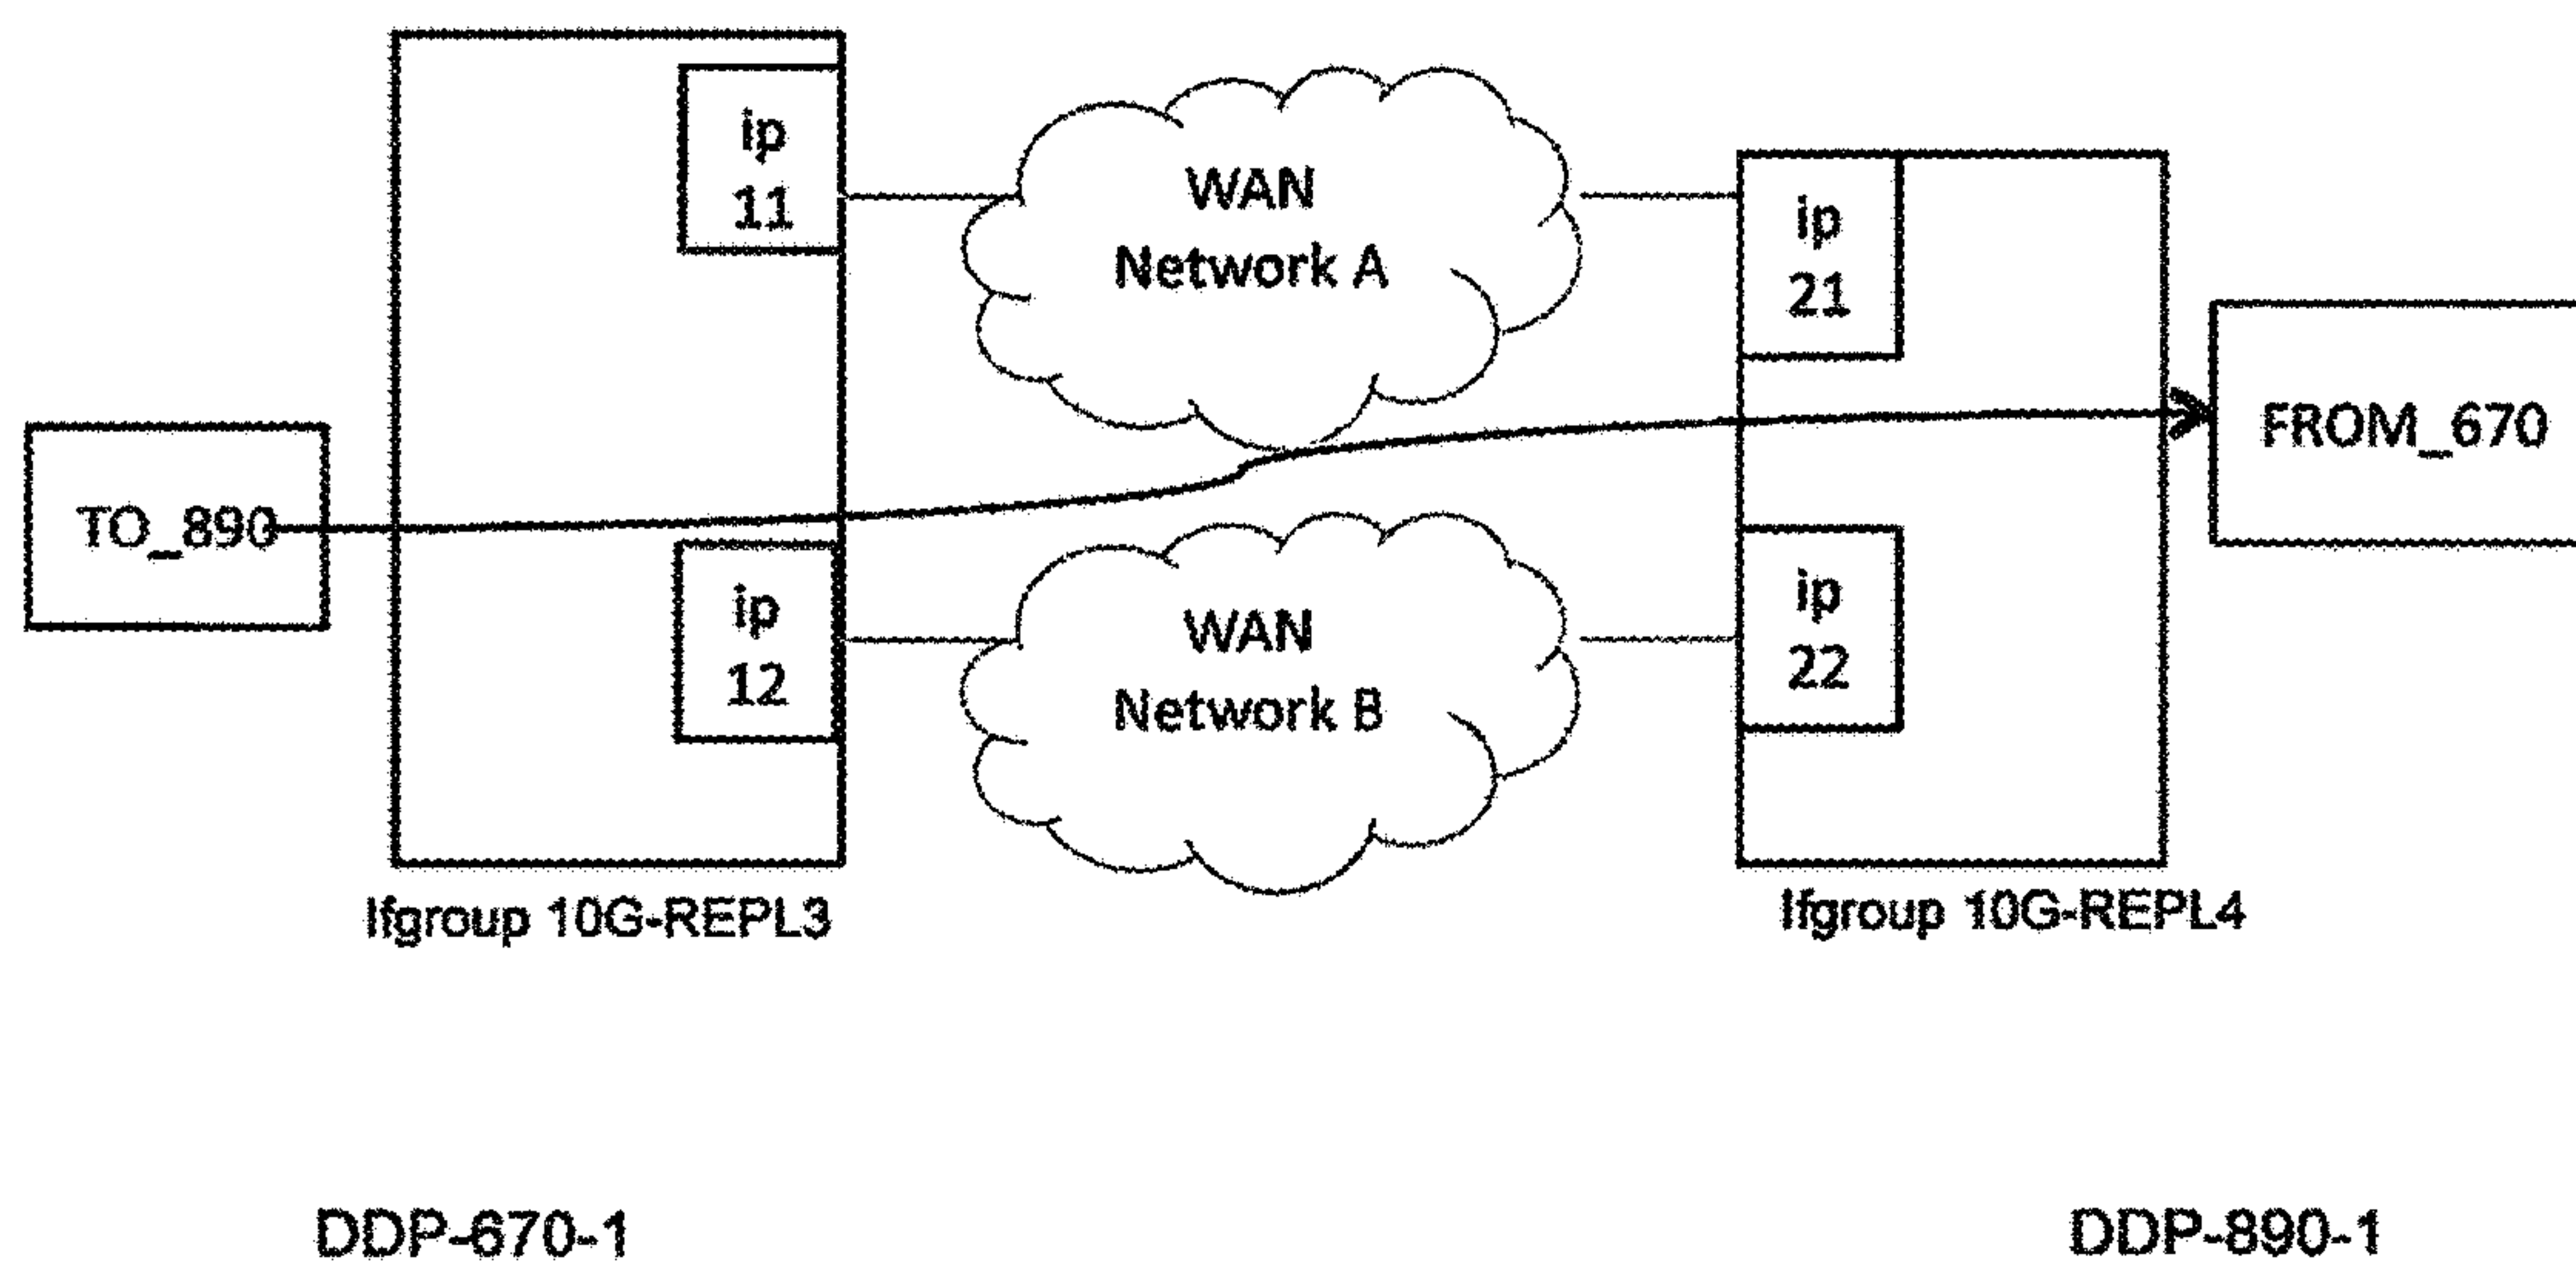 ip
11
WAN
Network A
ip
21
TO_890
FROM_670
ip
12
WAN
Network B
ip
22
Ifgroup 10G-REPL3
Ifgroup 10G-REPL4
DDP-670-1
DDP-890-1